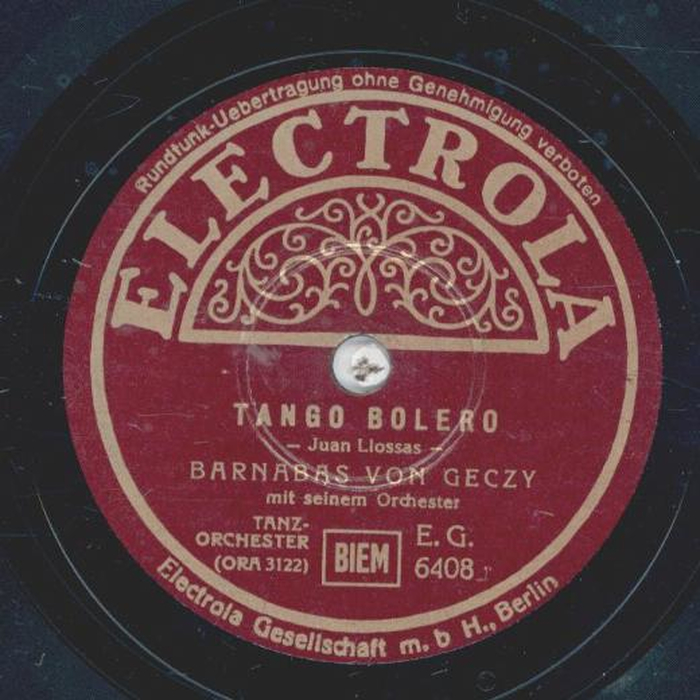 Rundfunk-Uebertragung ohne Genehmigung verboten
ELECTROLA
TANGO BOLERO
– Juan Llossas –
BARNABAS VON GECZY
mit seinem Orchester
TANZ-
ORCHESTER
(ORA 3122)
BIEM
E. G.
6408
Electrola Gesellschaft m. b H., Berlin